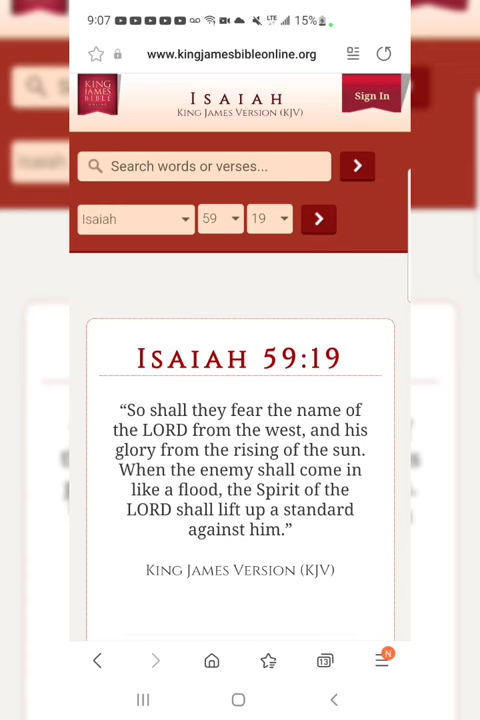 9:07
LTE
15%
www.kingjamesbibleonline.org
KING
JAMES
BIBLE
ONLINE
Isaiah
King James Version (KJV)
Sign In
Search words or verses...
Isaiah
59
19
Isaiah 59:19
“So shall they fear the name of
the LORD from the west, and his
glory from the rising of the sun.
When the enemy shall come in
like a flood, the Spirit of the
LORD shall lift up a standard
against him.”
King James Version (KJV)
13
N